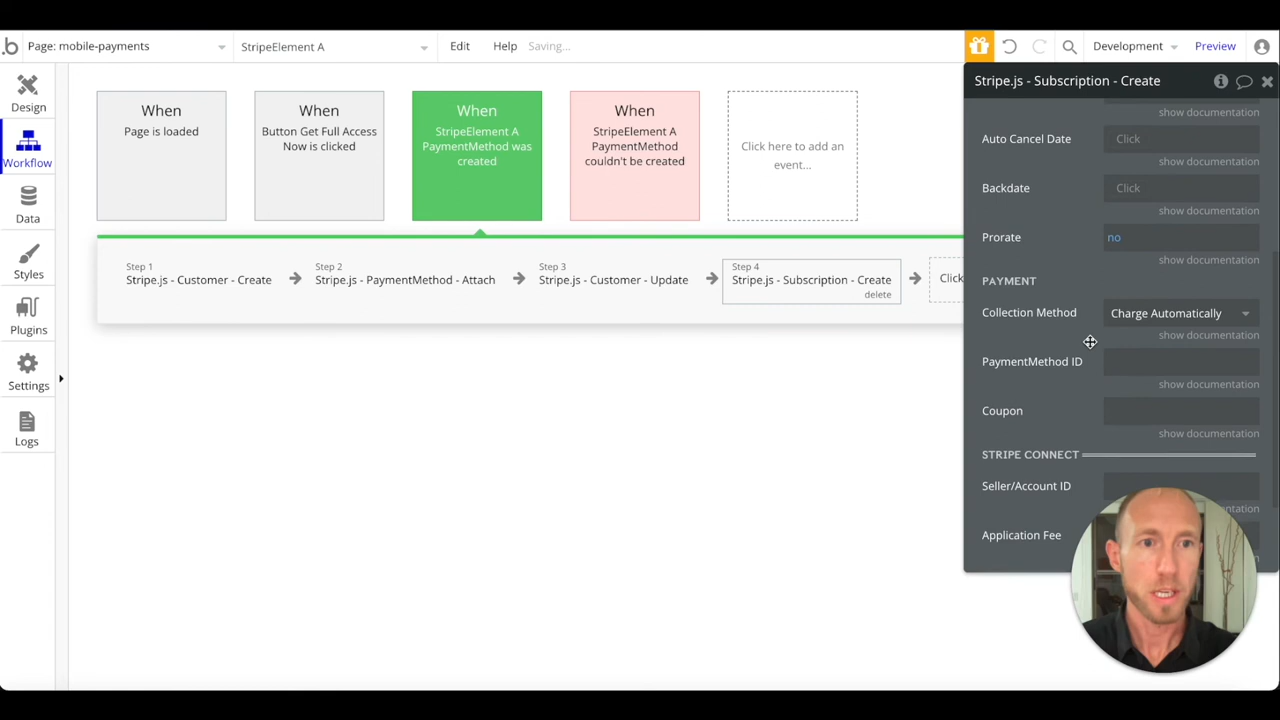 b Page: mobile-payments StripeElement A Edit Help Saving... Development Preview
Stripe.js - Subscription - Create
Design
Workflow
Data
Styles
Plugins
Settings
Logs
When
Page is loaded
When
Button Get Full Access
Now is clicked
When
StripeElement A
PaymentMethod was
created
When
StripeElement A
PaymentMethod
couldn't be created
Click here to add an
event...
Step 1
Stripe.js - Customer - Create
Step 2
Stripe.js - PaymentMethod - Attach
Step 3
Stripe.js - Customer - Update
Step 4
Stripe.js - Subscription - Create
delete
Click
show documentation
Auto Cancel Date Click
show documentation
Backdate Click
show documentation
Prorate no
show documentation
PAYMENT
Collection Method Charge Automatically
show documentation
PaymentMethod ID
show documentation
Coupon
show documentation
STRIPE CONNECT
Seller/Account ID
Application Fee